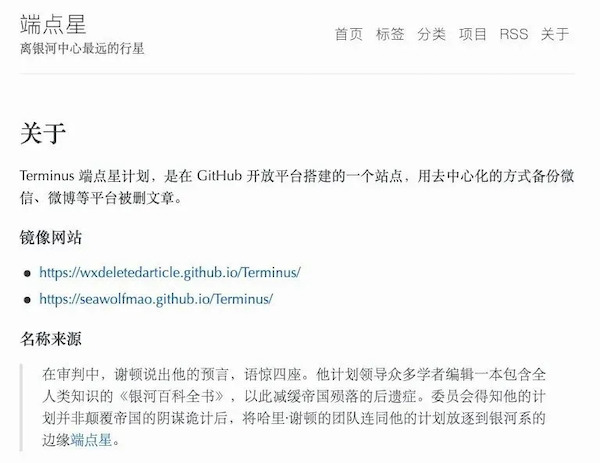 端点星
离银河中心最远的行星
首页 标签 分类 项目 RSS 关于
关于
Terminus 端点星计划，是在 GitHub 开放平台搭建的一个站点，用去中心化的方式备份微
信、微博等平台被删文章。
镜像网站
https://wxdeletedarticle.github.io/Terminus/
https://seawolfmao.github.io/Terminus/
名称来源
在审判中，谢顿说出他的预言，语惊四座。他计划领导众多学者编辑一本包含全
人类知识的《银河百科全书》，以此减缓帝国殒落的后遗症。委员会得知他的计
划并非颠覆帝国的阴谋诡计后，将哈里·谢顿的团队连同他的计划放逐到银河系的
边缘端点星。